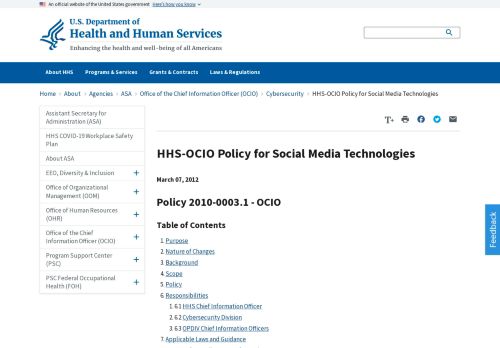 An official website of the United States government Here's how you know
U.S. Department of
Health and Human Services
Enhancing the health and well-being of all Americans
About HHS Programs & Services Grants & Contracts Laws & Regulations
Home > About > Agencies > ASA > Office of the Chief Information Officer (OCIO) > Cybersecurity > HHS-OCIO Policy for Social Media Technologies
Assistant Secretary for
Administration (ASA)
HHS COVID-19 Workplace Safety
Plan
About ASA
EEO, Diversity & Inclusion +
Office of Organizational
Management (OOM) +
Office of Human Resources
(OHR) +
Office of the Chief
Information Officer (OCIO) +
Program Support Center
(PSC) +
PSC Federal Occupational
Health (FOH) +
T+
HHS-OCIO Policy for Social Media Technologies
March 07, 2012
Policy 2010-0003.1 - OCIO
Table of Contents
1. Purpose
2. Nature of Changes
3. Background
4. Scope
5. Policy
6. Responsibilities
1. 6.1 HHS Chief Information Officer
2. 6.2 Cybersecurity Division
3. 6.3 OPDIV Chief Information Officers
7. Applicable Laws and Guidance
Feedback